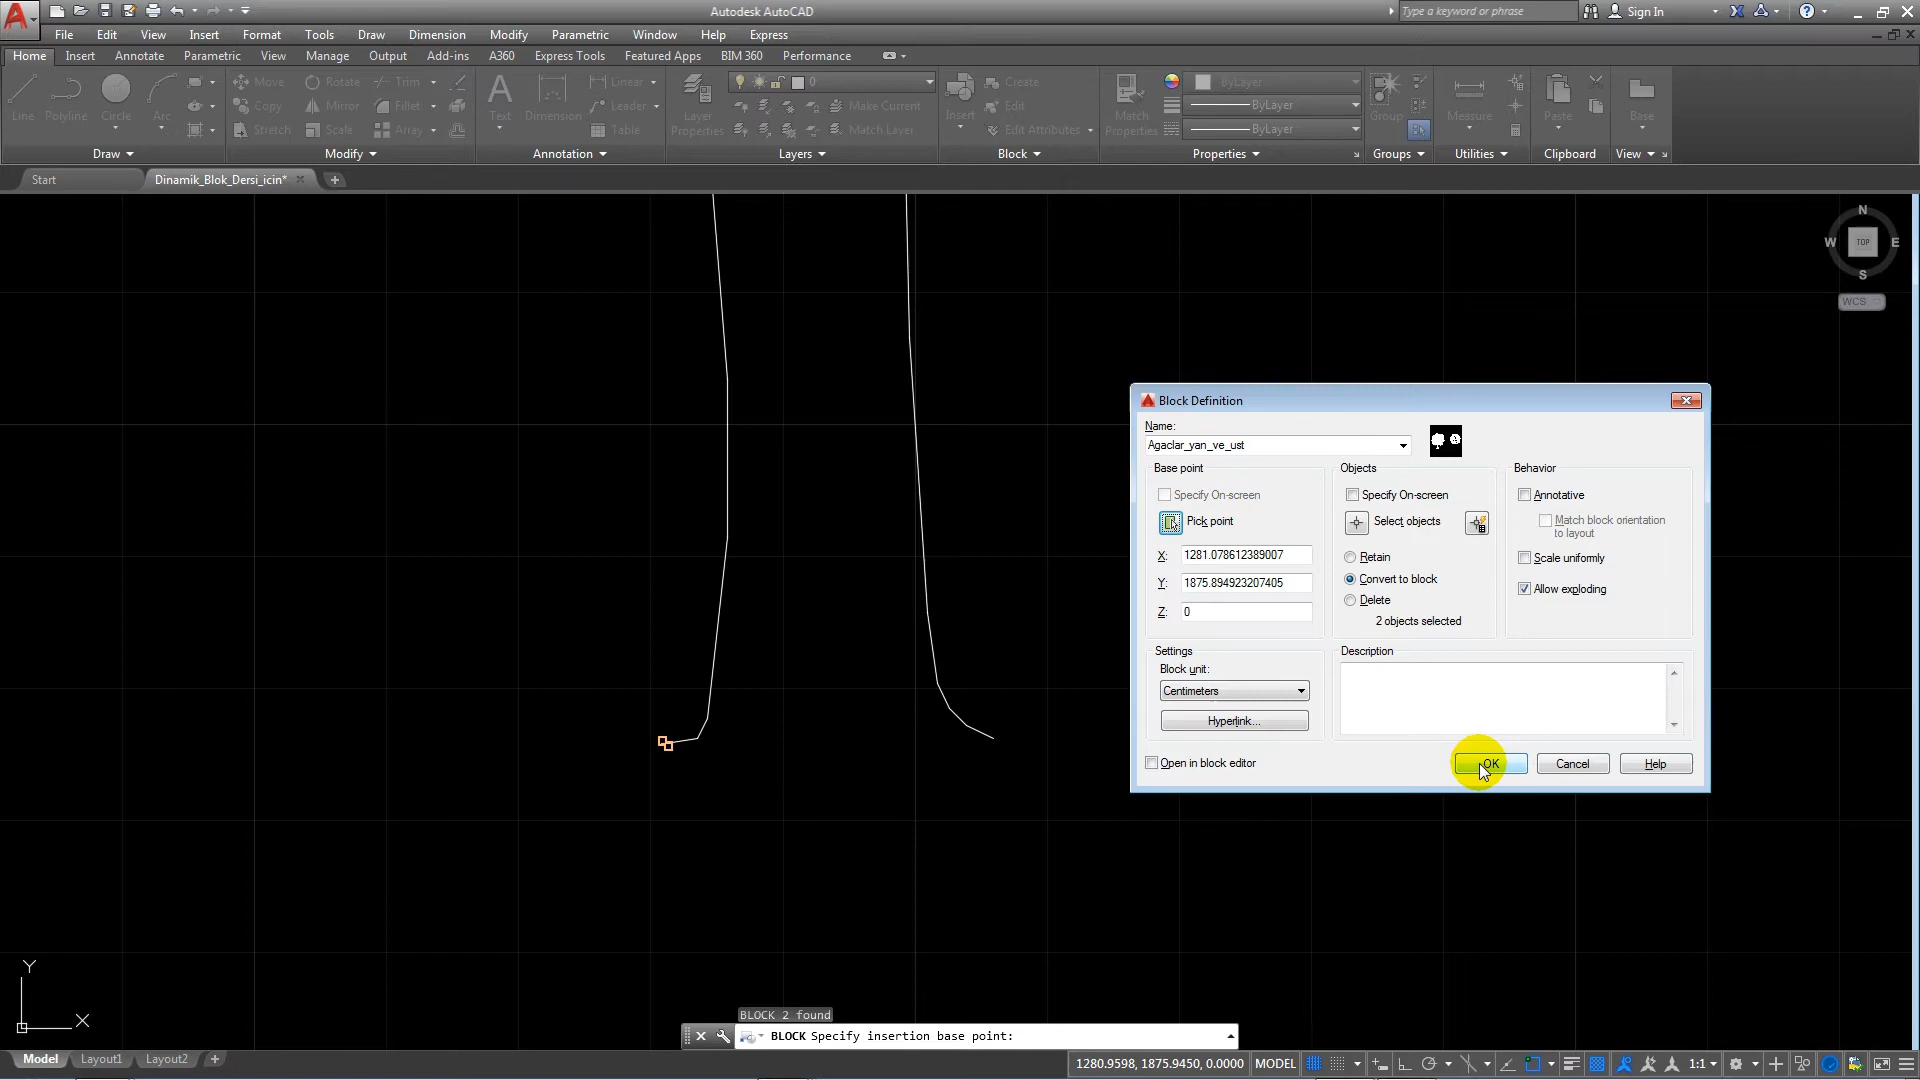 Autodesk AutoCAD
Type a keyword or phrase
Sign In
File Edit View Insert Format Tools Draw Dimension Modify Parametric Window Help Express
Home Insert Annotate Parametric View Manage Output Add-ins A360 Express Tools Featured Apps BIM 360 Performance
Line Polyline Circle Arc
Move Rotate Trim
Copy Mirror Fillet
Stretch Scale Array
Text Dimension
Linear
Leader
Table
Layer Properties
0
Make Current
Match Layer
Insert
Create
Edit
Edit Attributes
Match Properties
ByLayer
ByLayer
ByLayer
Group
Measure
Paste
Base
Draw Modify Annotation Layers Block Properties Groups Utilities Clipboard View
Start Dinamik_Blok_Dersi_icin*
N
W TOP E
S
WCS
Block Definition
Name:
Agaclar_yan_ve_ust
Base point
Specify On-screen
Pick point
X: 1281.078612389007
Y: 1875.894923207405
Z: 0
Objects
Specify On-screen
Select objects
Retain
Convert to block
Delete
2 objects selected
Behavior
Annotative
Match block orientation
to layout
Scale uniformly
Allow exploding
Settings
Block unit:
Centimeters
Hyperlink...
Description
Open in block editor
OK Cancel Help
Y
X
BLOCK 2 found
BLOCK Specify insertion base point:
Model Layout1 Layout2
1280.9598, 1875.9450, 0.0000 MODEL 1:1